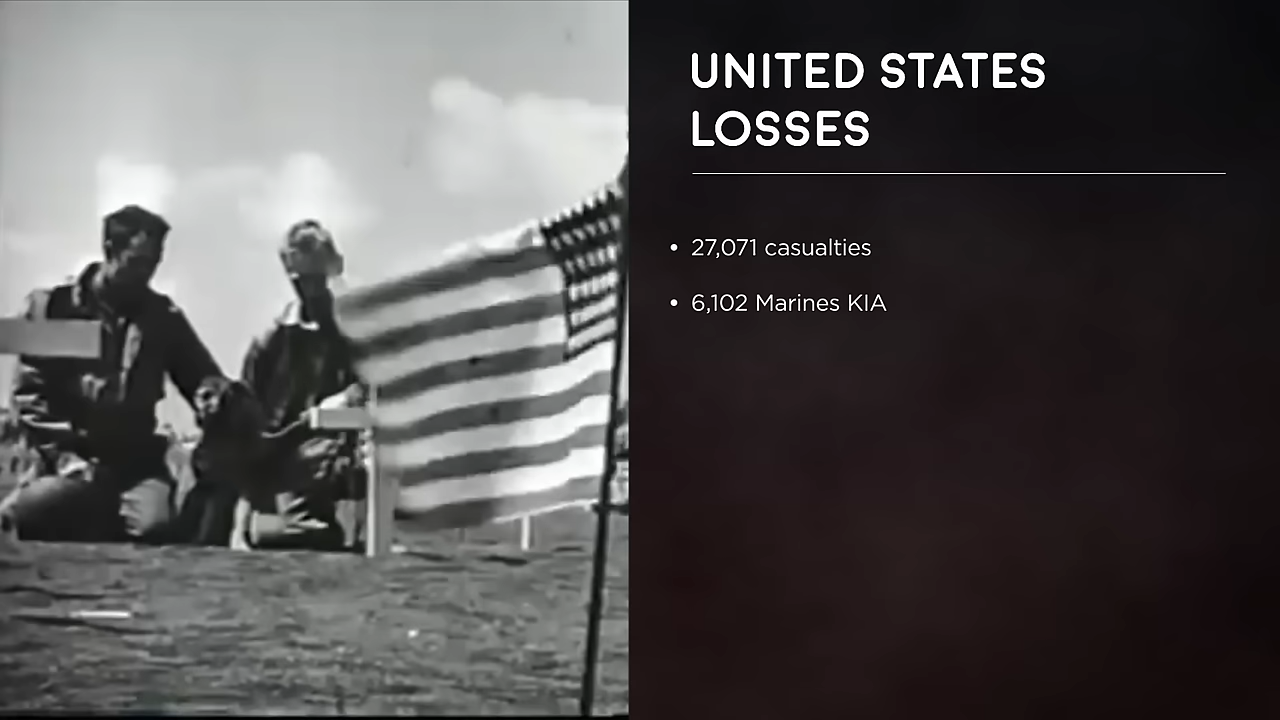 UNITED STATES
LOSSES
• 27,071 casualties
• 6,102 Marines KIA